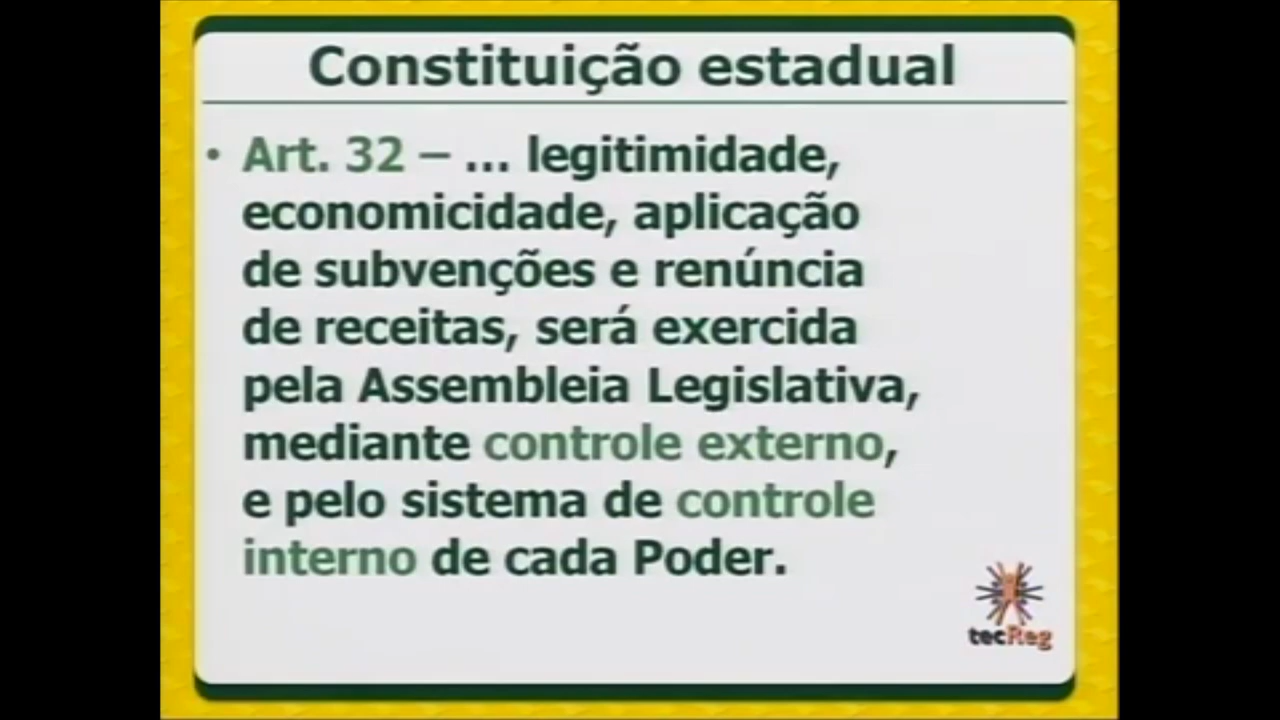 Constituição estadual
• Art. 32 – ... legitimidade,
economicidade, aplicação
de subvenções e renúncia
de receitas, será exercida
pela Assembleia Legislativa,
mediante controle externo,
e pelo sistema de controle
interno de cada Poder.
tecReg